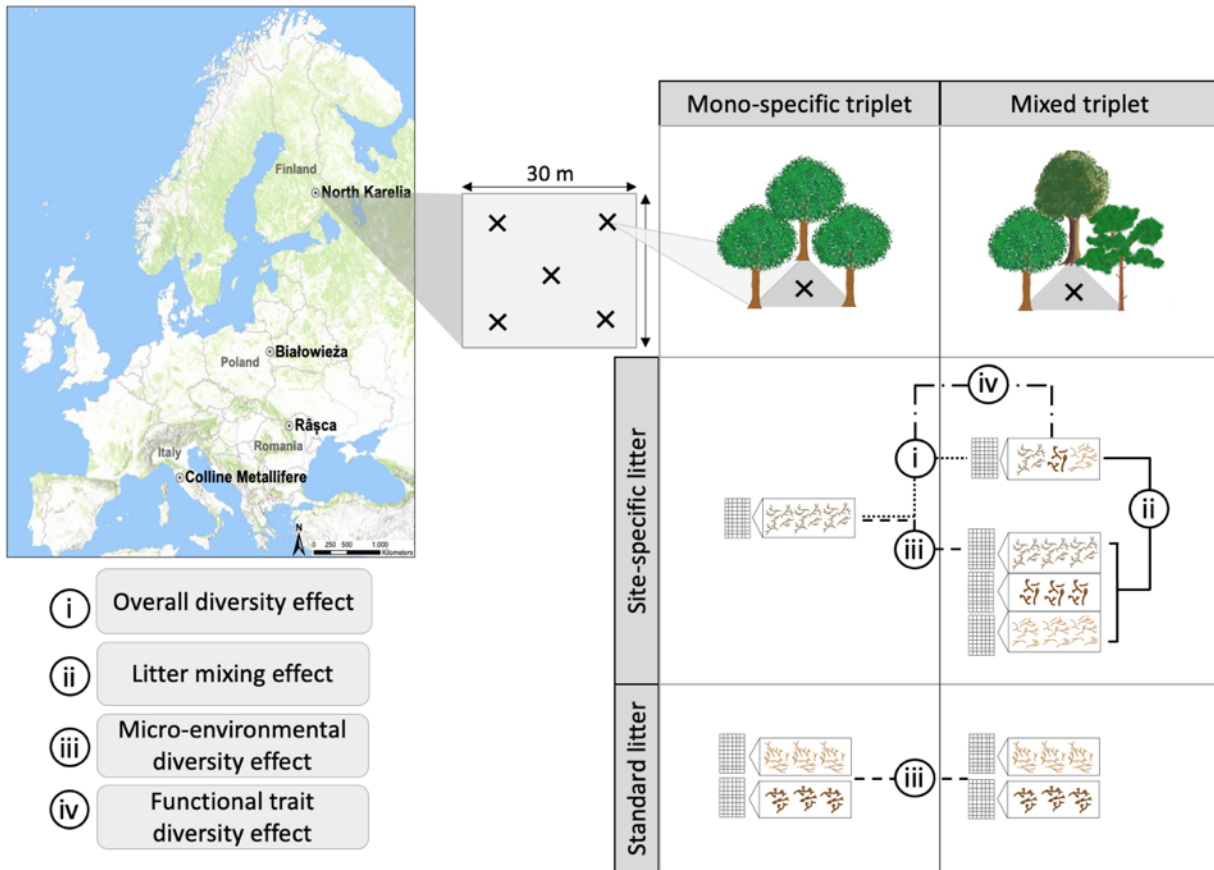 Finland
North Karelia
Poland
Białowieża
Râşca
Romania
Italy
Colline Metallifere
N
0 250 500 1.000
Kilometers
30 m
Mono-specific triplet
Mixed triplet
Site-specific litter
iv
i
ii
iii
Standard litter
iii
i Overall diversity effect
ii Litter mixing effect
iii Micro-environmental
diversity effect
iv Functional trait
diversity effect